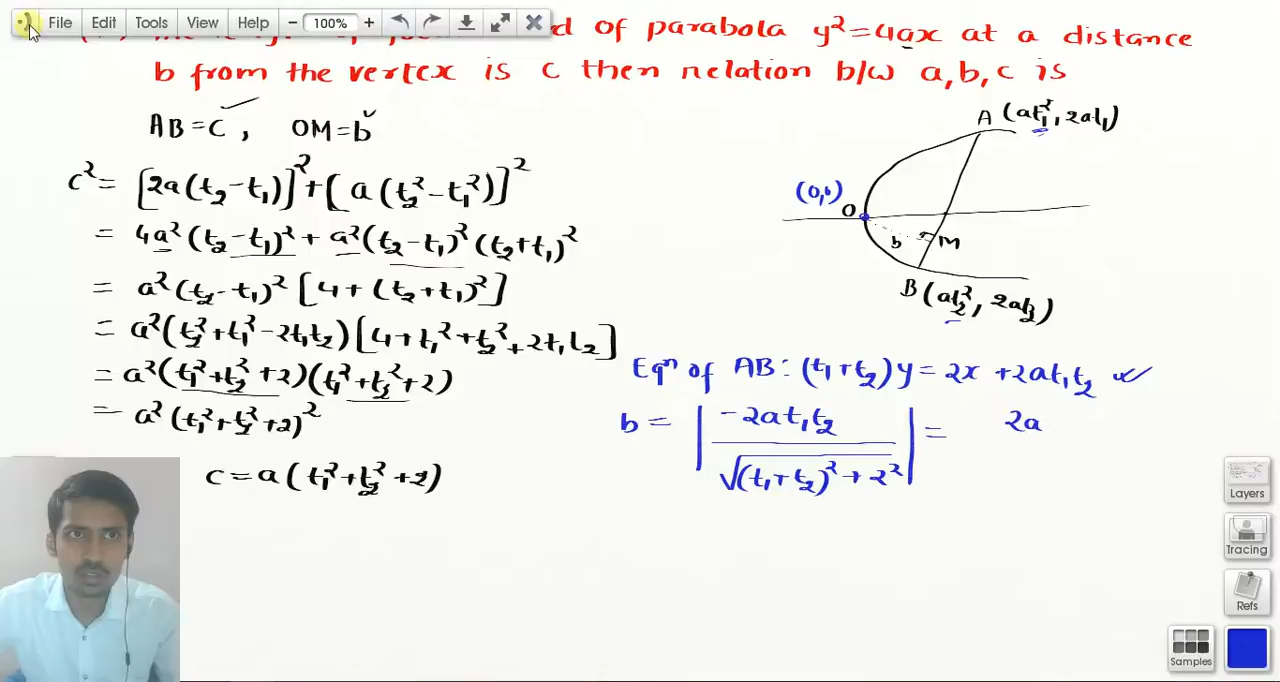 File Edit Tools View Help − 100% +
of parabola y²=4ax at a distance
b from the vertex is c then relation b/w a,b,c is
AB=c, OM=b
c² = [2a(t₂-t₁)]²+[a(t₂²-t₁²)]²
= 4a²(t₂-t₁)²+a²(t₂-t₁)²(t₂+t₁)²
= a²(t₂-t₁)²[4+(t₂+t₁)²]
= a²(t₂²+t₁²-2t₁t₂)[4+t₁²+t₂²+2t₁t₂]
= a²(t₁²+t₂²+2)(t₁²+t₂²+2)
= a²(t₁²+t₂²+2)²
c=a(t₁²+t₂²+2)
A (at₁², 2at₁)
(0,0)
O
b
M
B (at₂², 2at₂)
Eqⁿ of AB: (t₁+t₂)y=2x+2at₁t₂
b = |-2at₁t₂ / √((t₁+t₂)²+2²)| = 2a
Layers
Tracing
Refs
Samples